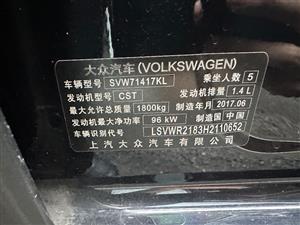 大众汽车(VOLKSWAGEN)
车辆型号 SVW71417KL 乘坐人数 5
发动机型号 CST 发动机排量 1.4 L
最大允许总质量 1800kg 制造年月 2017.06
发动机最大净功率 96 kW 制造国 中国
车辆识别代号 LSVWR2183H2110652
上汽大众汽车有限公司